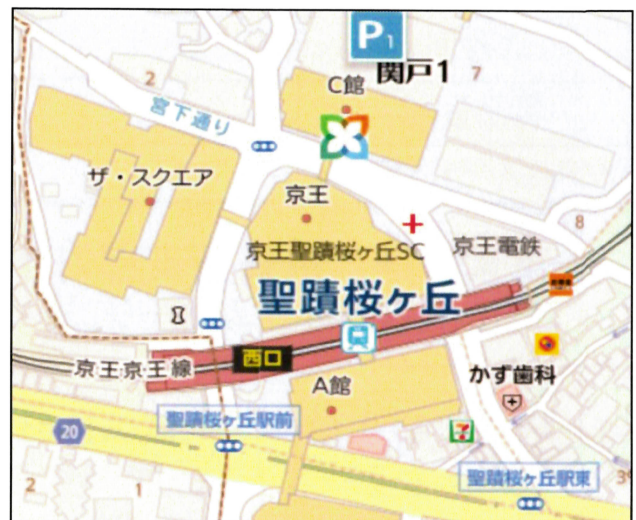 P1
関戸1
7
2
C館
宮下通り
ザ・スクエア
京王
8
京王聖蹟桜ヶ丘SC
京王電鉄
聖蹟桜ヶ丘
西口
京王京王線
A館
かず歯科
聖蹟桜ヶ丘駅前
20
7
聖蹟桜ヶ丘駅東
2
1